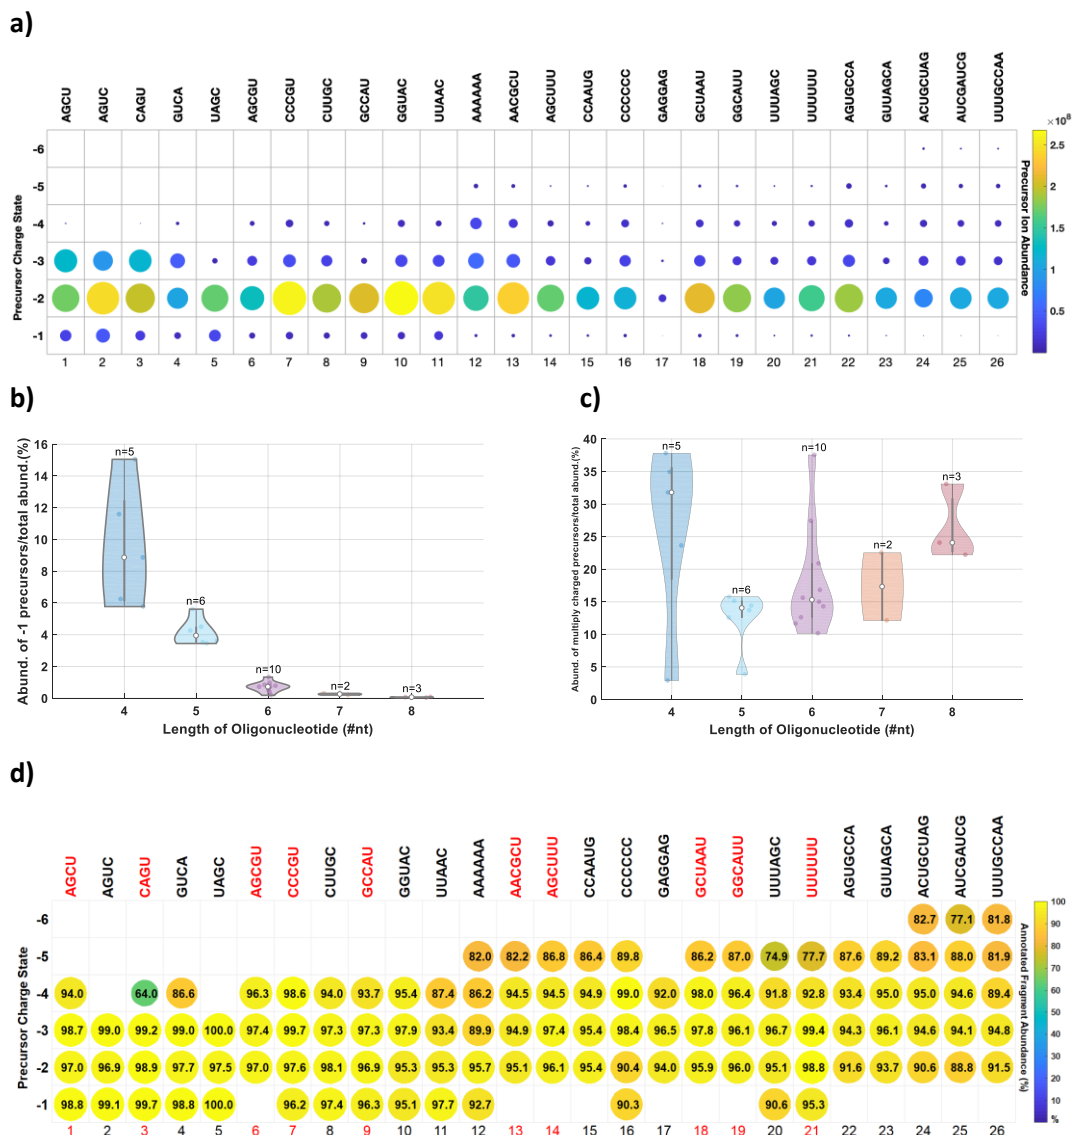 a)
AGCU AGUC CAGU GUCA UAGC AGCGU CCCGU CUUGC GCCAU GGUAC UUAAC AAAAAA AACGCU AGCUUU CCAAUG CCCCCC GAGGAG GCUAAU GGCAUU UUUAGC UUUUUU AGUGCCA GUUAGCA ACUGCUAG AUCGAUCG UUUGCCAA
×10⁸
-6
-5
-4
-3
-2
-1
Precursor Charge State
1 2 3 4 5 6 7 8 9 10 11 12 13 14 15 16 17 18 19 20 21 22 23 24 25 26
2.5
2
1.5
1
0.5
Precursor Ion Abundance
b)
16
14
12
10
8
6
4
2
0
Abund. of -1 precursors/total abund.(%)
n=5
n=6
n=10
n=2
n=3
4 5 6 7 8
Length of Oligonucleotide (#nt)
c)
40
35
30
25
20
15
10
5
0
Abund. of multiply charged precursors/total abund.(%)
n=5
n=10
n=3
n=2
n=6
4 5 6 7 8
Length of Oligonucleotide (#nt)
d)
AGCU AGUC CAGU GUCA UAGC AGCGU CCCGU CUUGC GCCAU GGUAC UUAAC AAAAAA AACGCU AGCUUU CCAAUG CCCCCC GAGGAG GCUAAU GGCAUU UUUAGC UUUUUU AGUGCCA GUUAGCA ACUGCUAG AUCGAUCG UUUGCCAA
Precursor Charge State
-6 82.7 77.1 81.8
-5 82.0 82.2 86.8 86.4 89.8 86.2 87.0 74.9 77.7 87.6 89.2 83.1 88.0 81.9
-4 94.0 64.0 86.6 96.3 98.6 94.0 93.7 95.4 87.4 86.2 94.5 94.5 94.9 99.0 92.0 98.0 96.4 91.8 92.8 93.4 95.0 95.0 94.6 89.4
-3 98.7 99.0 99.2 99.0 100.0 97.4 99.7 97.3 97.3 97.9 93.4 89.9 94.9 97.4 95.4 98.4 96.5 97.8 96.1 96.7 99.4 94.3 96.1 94.6 94.1 94.8
-2 97.0 96.9 98.9 97.7 97.5 97.0 97.6 98.1 96.9 95.3 95.3 95.7 95.1 96.1 95.4 90.4 94.0 95.9 96.0 95.1 98.8 91.6 93.7 90.6 88.8 91.5
-1 98.8 99.1 99.7 98.8 100.0 96.2 97.4 96.3 95.1 97.7 92.7 90.3 90.6 95.3
1 2 3 4 5 6 7 8 9 10 11 12 13 14 15 16 17 18 19 20 21 22 23 24 25 26
100
90
80
70
60
50
40
30
20
10
%
Annotated Fragment Abundance (%)